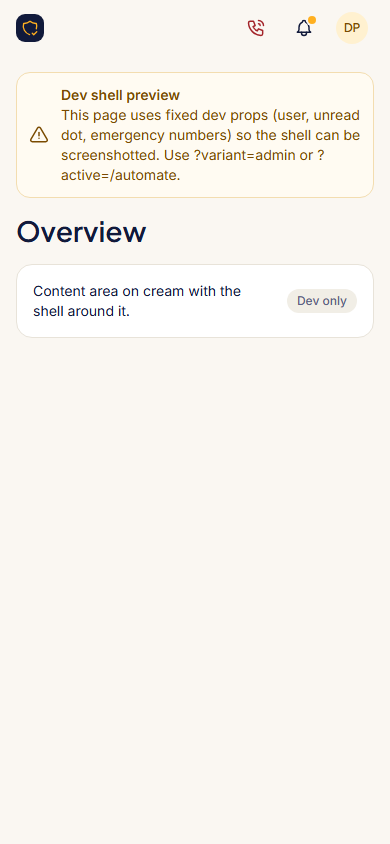 DP
Dev shell preview
This page uses fixed dev props (user, unread
dot, emergency numbers) so the shell can be
screenshotted. Use ?variant=admin or ?
active=/automate.
Overview
Content area on cream with the
shell around it.
Dev only